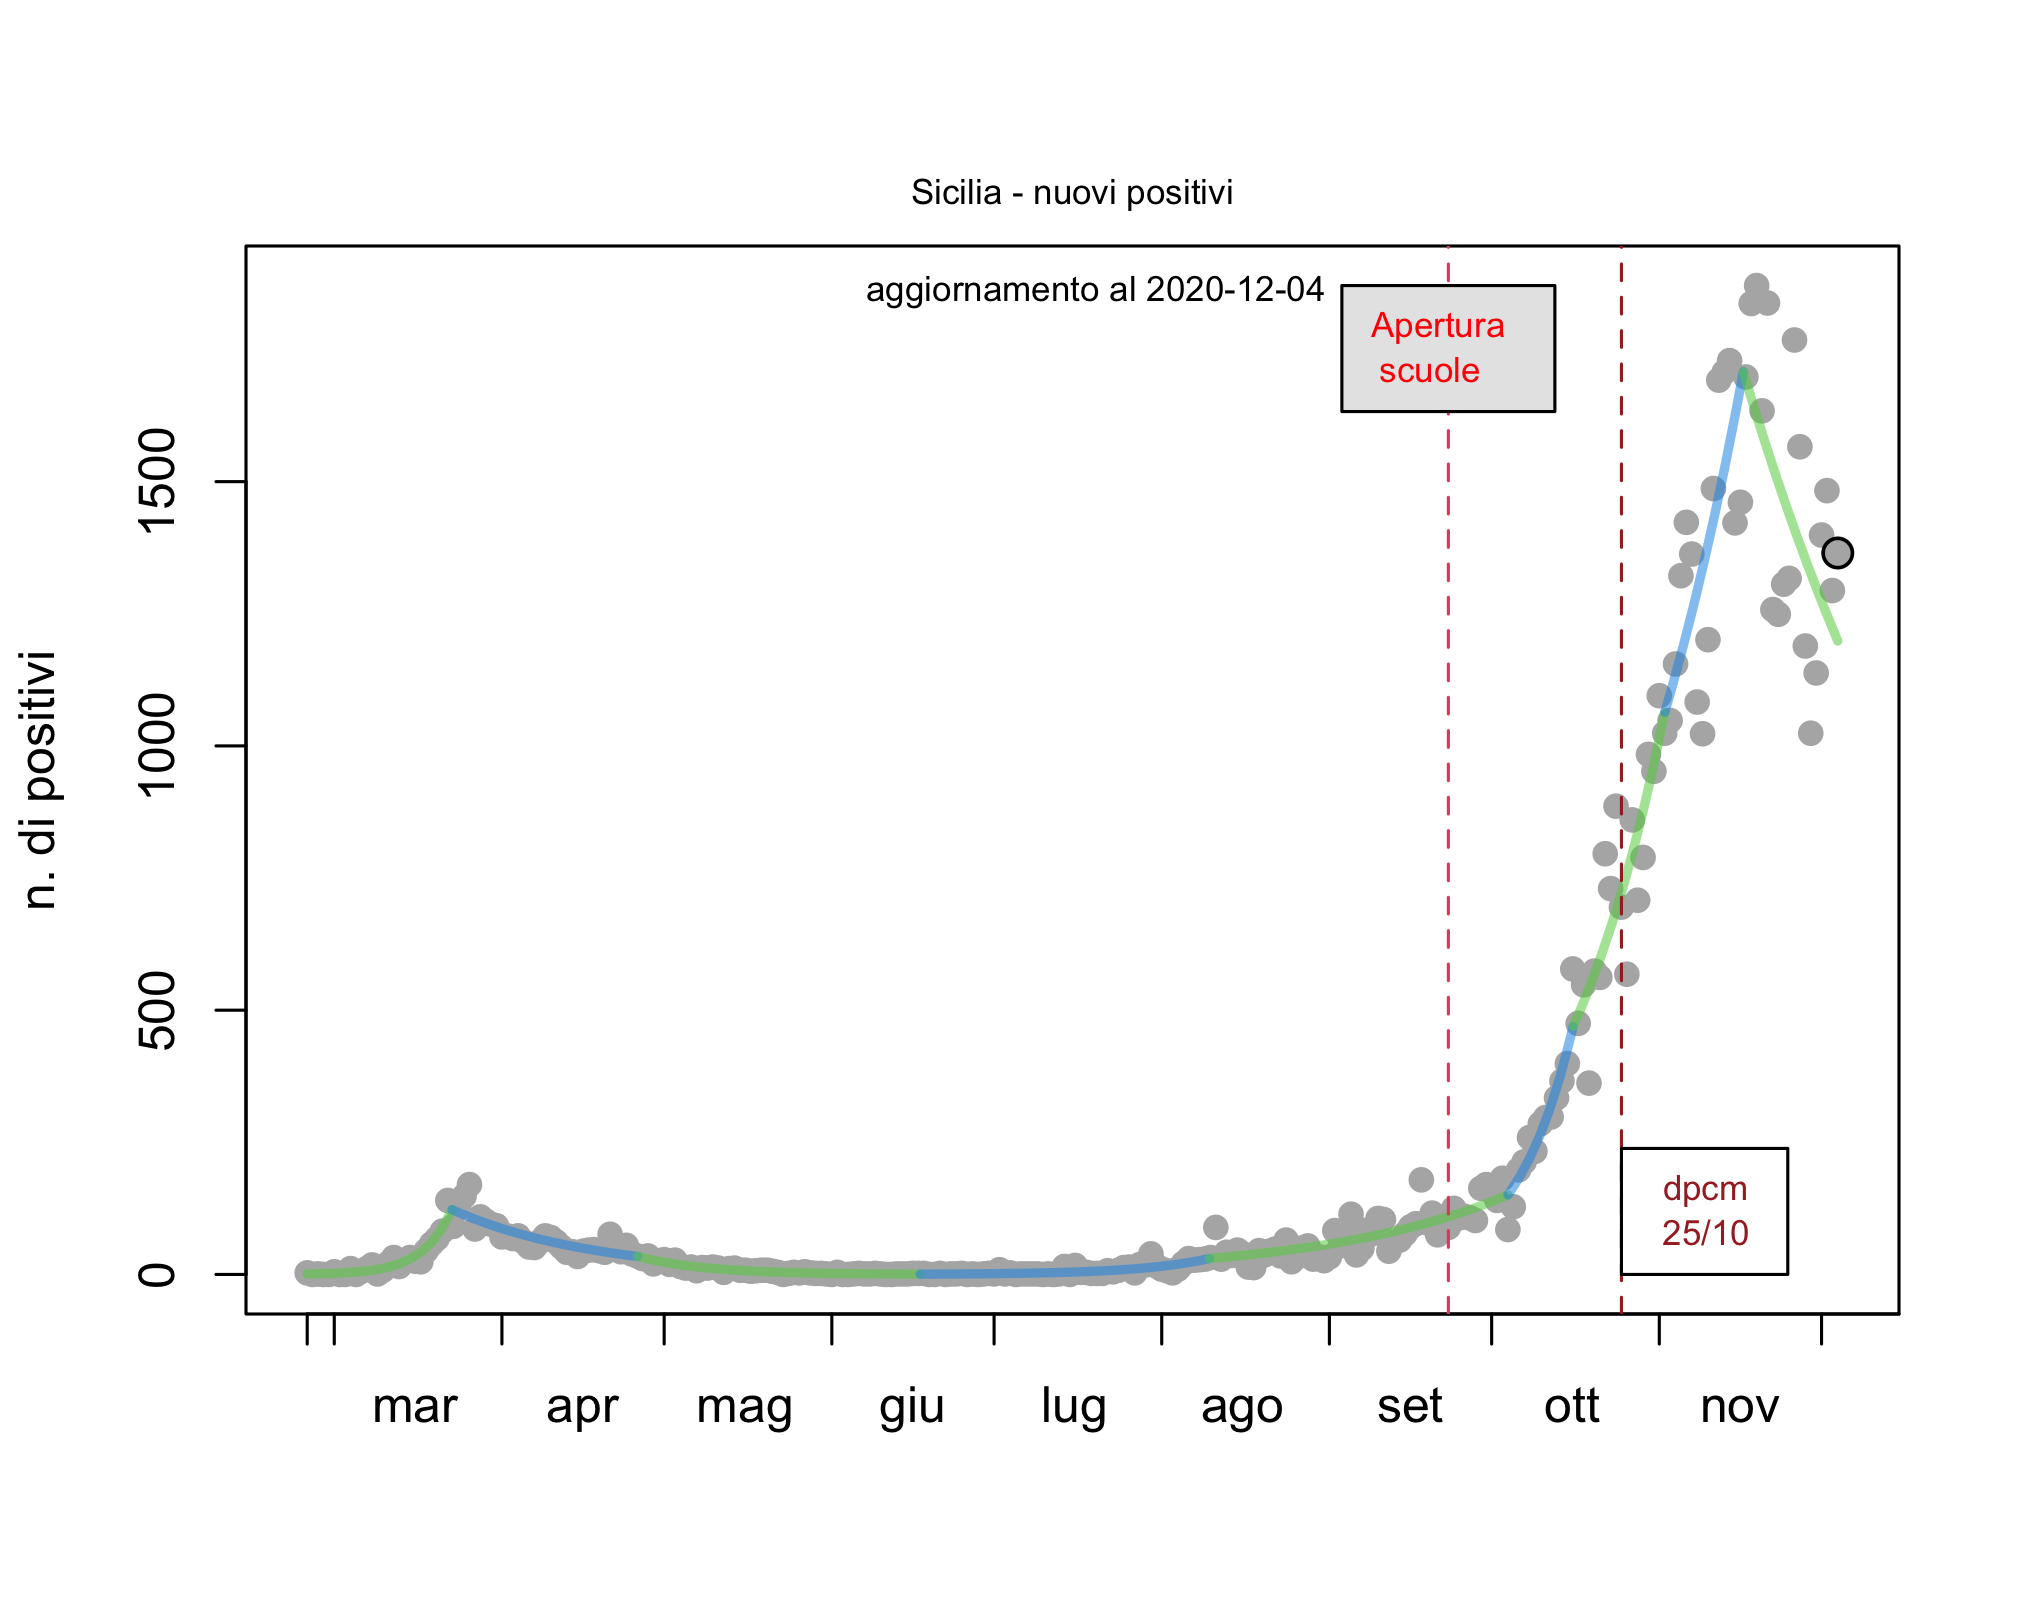 Sicilia - nuovi positivi
aggiornamento al 2020-12-04
Apertura
scuole
n. di positivi
1500
1000
500
0
dpcm
25/10
mar apr mag giu lug ago set ott nov